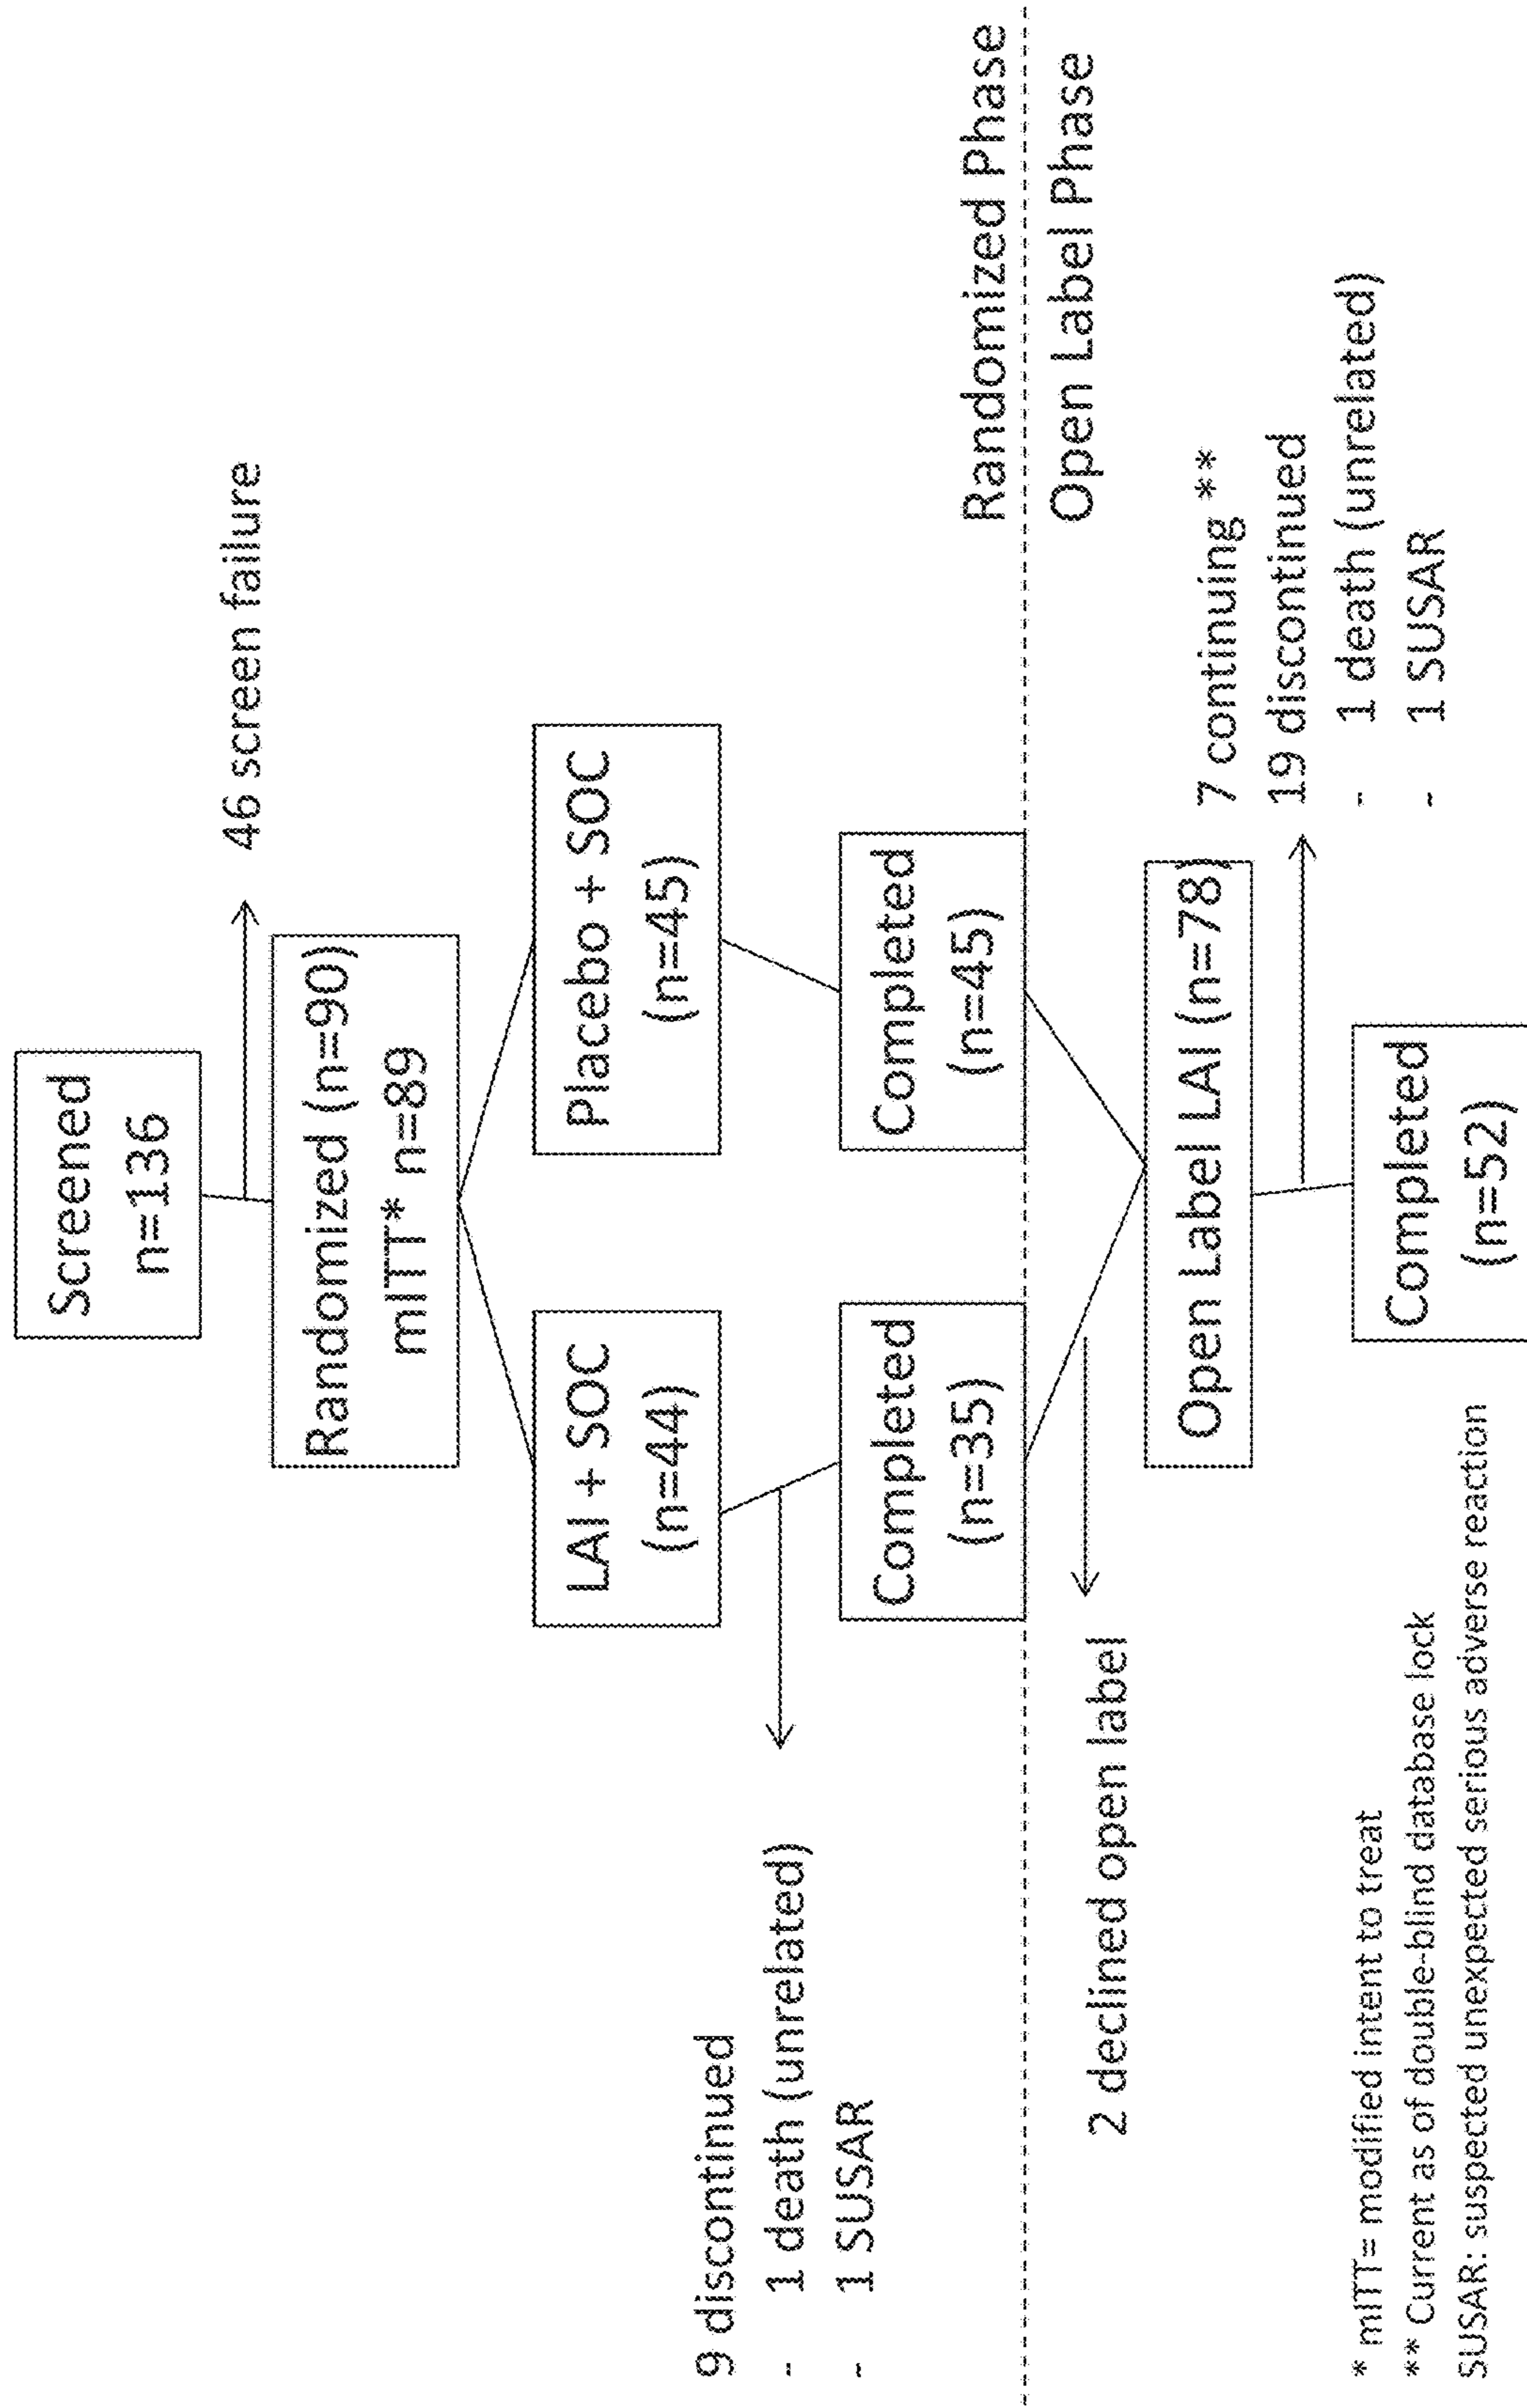 Screened
n=136
46 screen failure
Randomized (n=90)
mITT* n=89
LAI + SOC
(n=44)
Placebo + SOC
(n=45)
9 discontinued
- 1 death (unrelated)
- 1 SUSAR
Completed
(n=35)
Completed
(n=45)
Randomized Phase
Open Label Phase
2 declined open label
Open Label LAI (n=78)
7 continuing **
19 discontinued
- 1 death (unrelated)
- 1 SUSAR
Completed
(n=52)
* mITT= modified intent to treat
** Current as of double-blind database lock
SUSAR: suspected unexpected serious adverse reaction